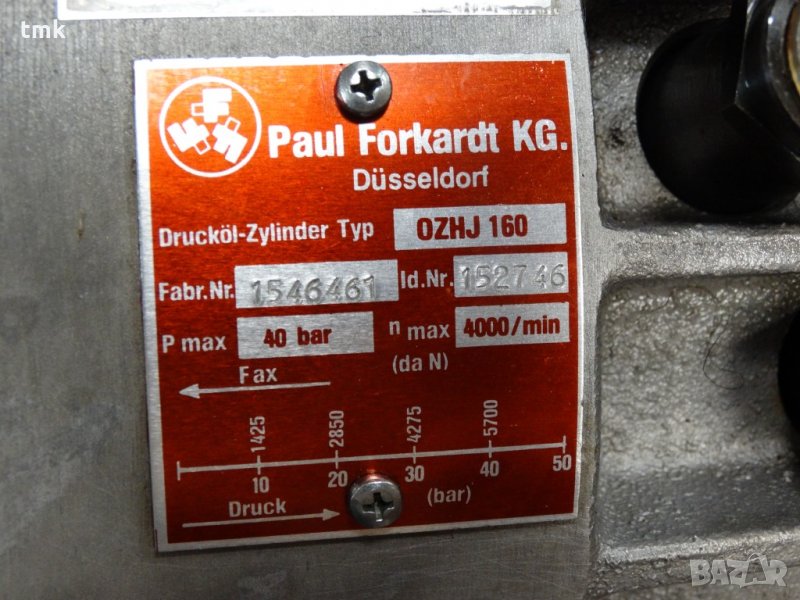 tmk
Paul Forkardt KG.
Düsseldorf
Drucköl-Zylinder Typ OZHJ 160
Fabr.Nr. 1546461 Id.Nr. 152746
P max 40 bar n max 4000/min
Fax (da N)
1425 2850 4275 5700
10 20 30 40 50
Druck (bar)
BAZAR